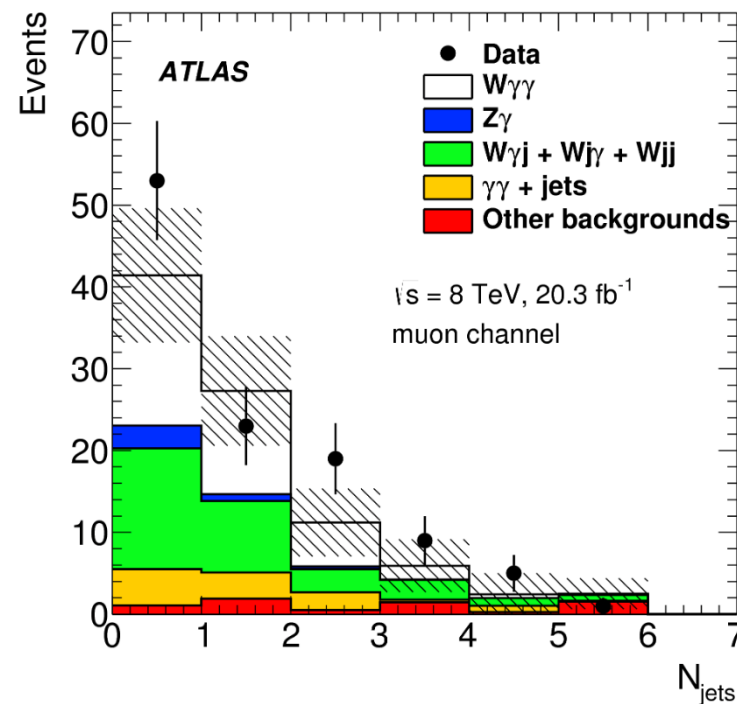 Events
70
60
50
40
30
20
10
0
ATLAS
Data
Wγγ
Zγ
Wγj + Wjγ + Wjj
γγ + jets
Other backgrounds
√s = 8 TeV, 20.3 fb⁻¹
muon channel
0 1 2 3 4 5 6 7
N_jets